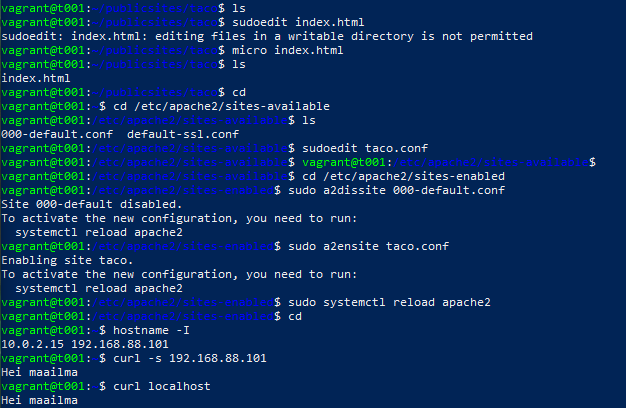 vagrant@t001:~/publicsites/taco$ ls
vagrant@t001:~/publicsites/taco$ sudoedit index.html
sudoedit: index.html: editing files in a writable directory is not permitted
vagrant@t001:~/publicsites/taco$ micro index.html
vagrant@t001:~/publicsites/taco$ ls
index.html
vagrant@t001:~/publicsites/taco$ cd
vagrant@t001:~$ cd /etc/apache2/sites-available
vagrant@t001:/etc/apache2/sites-available$ ls
000-default.conf  default-ssl.conf
vagrant@t001:/etc/apache2/sites-available$ sudoedit taco.conf
vagrant@t001:/etc/apache2/sites-available$ vagrant@t001:/etc/apache2/sites-available$
vagrant@t001:/etc/apache2/sites-available$ cd /etc/apache2/sites-enabled
vagrant@t001:/etc/apache2/sites-enabled$ sudo a2dissite 000-default.conf
Site 000-default disabled.
To activate the new configuration, you need to run:
  systemctl reload apache2
vagrant@t001:/etc/apache2/sites-enabled$ sudo a2ensite taco.conf
Enabling site taco.
To activate the new configuration, you need to run:
  systemctl reload apache2
vagrant@t001:/etc/apache2/sites-enabled$ sudo systemctl reload apache2
vagrant@t001:/etc/apache2/sites-enabled$ cd
vagrant@t001:~$ hostname -I
10.0.2.15 192.168.88.101
vagrant@t001:~$ curl -s 192.168.88.101
Hei maailma
vagrant@t001:~$ curl localhost
Hei maailma